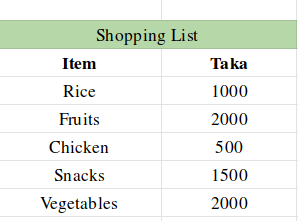 Shopping List
Item Taka
Rice 1000
Fruits 2000
Chicken 500
Snacks 1500
Vegetables 2000